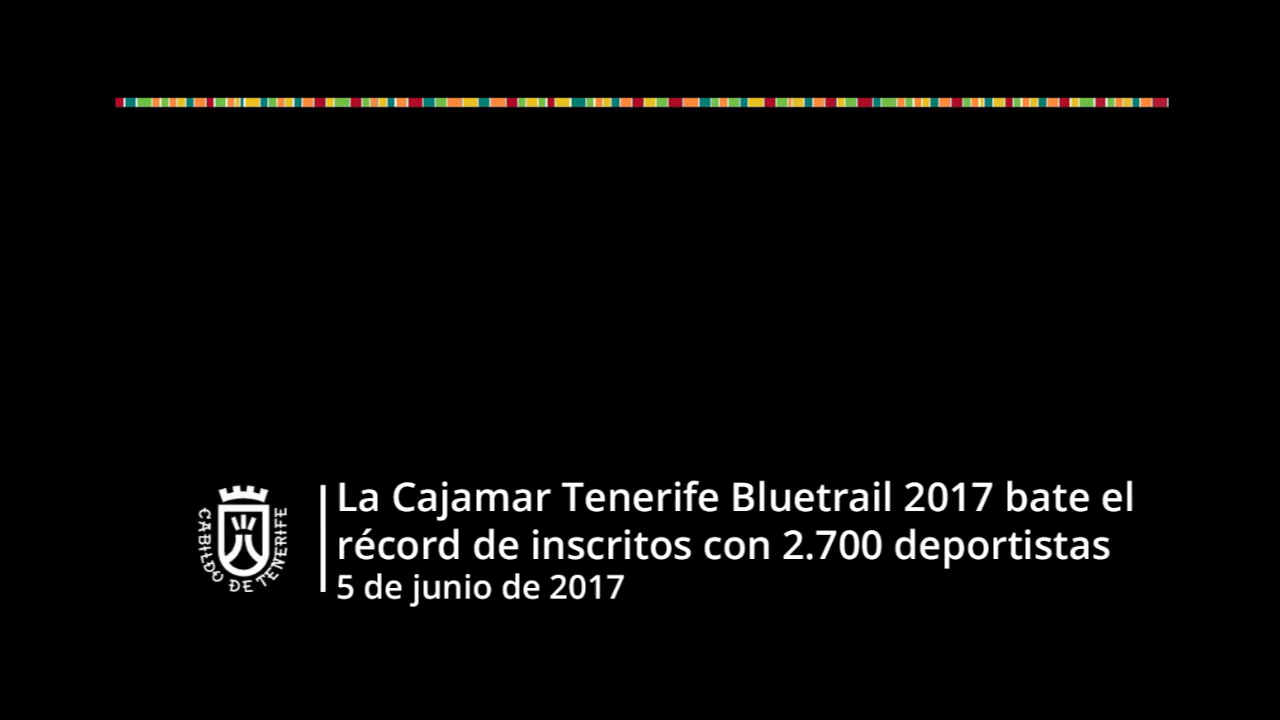 CABILDO DE TENERIFE
La Cajamar Tenerife Bluetrail 2017 bate el
récord de inscritos con 2.700 deportistas
5 de junio de 2017